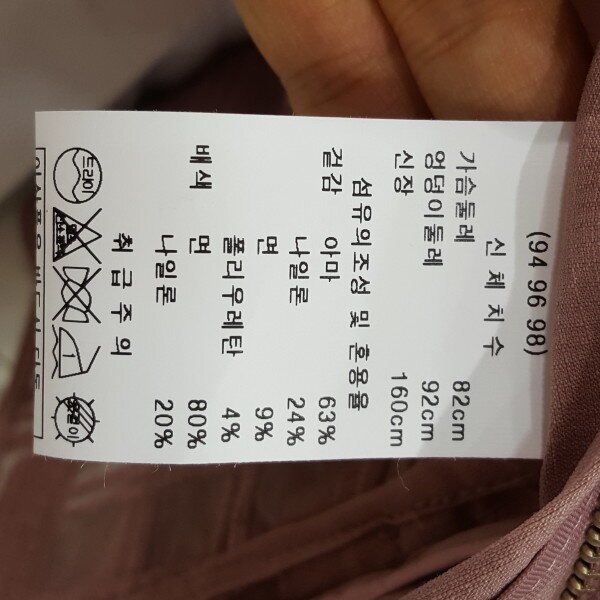 (94 96 98)
신 체 치 수
가슴둘레 82cm
엉덩이둘레 92cm
신장 160cm
섬유의조성 및 혼용율
겉감 아마 63%
나일론 24%
면 9%
폴리우레탄 4%
배색 면 80%
나일론 20%
취 급 주 의
드라이